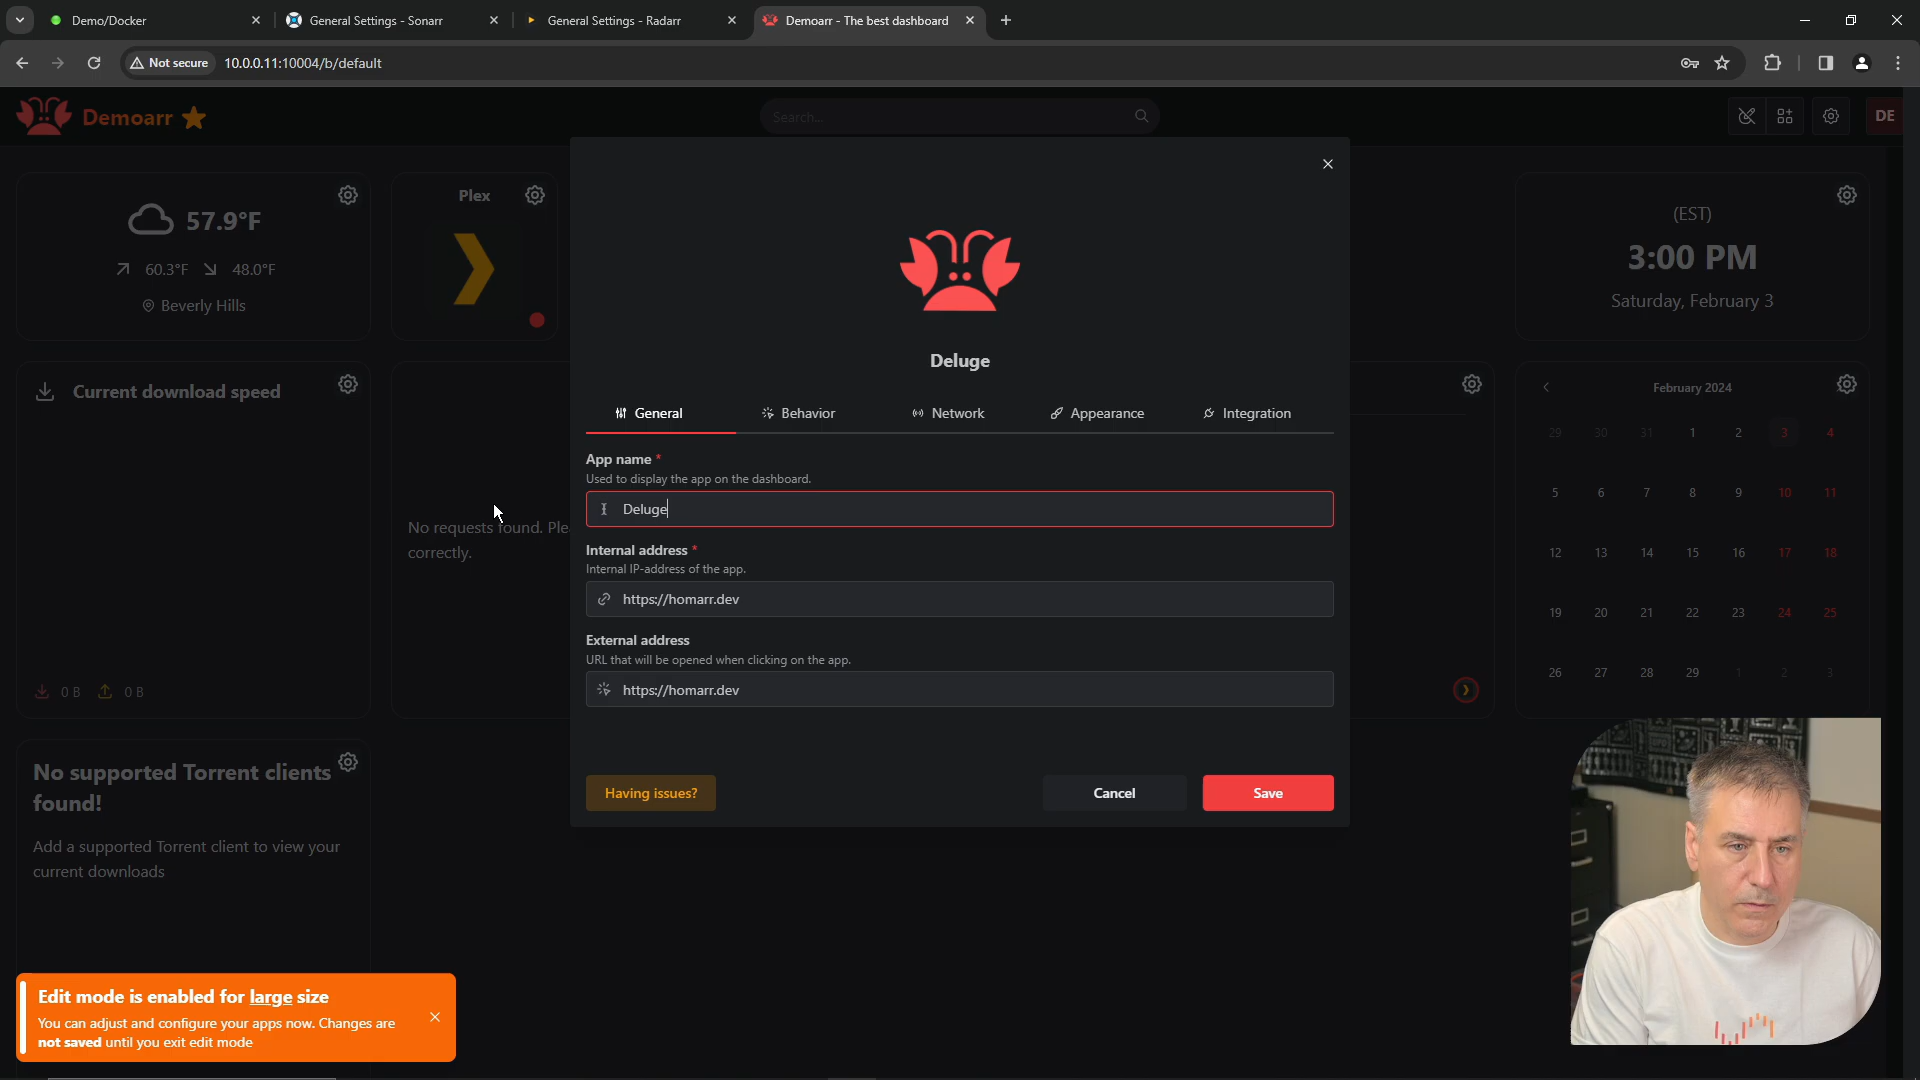 Demo/Docker
General Settings - Sonarr
General Settings - Radarr
Demoarr - The best dashboard
Not secure
10.0.0.11:10004/b/default
Demoarr
Search...
DE
57.9°F
60.3°F
48.0°F
Beverly Hills
Plex
(EST)
3:00 PM
Saturday, February 3
Current download speed
0 B
0 B
No requests found. Ple
correctly.
Deluge
General
Behavior
Network
Appearance
Integration
App name *
Used to display the app on the dashboard.
Deluge
Internal address *
Internal IP-address of the app.
https://homarr.dev
External address
URL that will be opened when clicking on the app.
https://homarr.dev
Having issues?
Cancel
Save
February 2024
29 30 31 1 2 3 4
5 6 7 8 9 10 11
12 13 14 15 16 17 18
19 20 21 22 23 24 25
26 27 28 29 1 2 3
No supported Torrent clients
found!
Add a supported Torrent client to view your
current downloads
Edit mode is enabled for large size
You can adjust and configure your apps now. Changes are
not saved until you exit edit mode